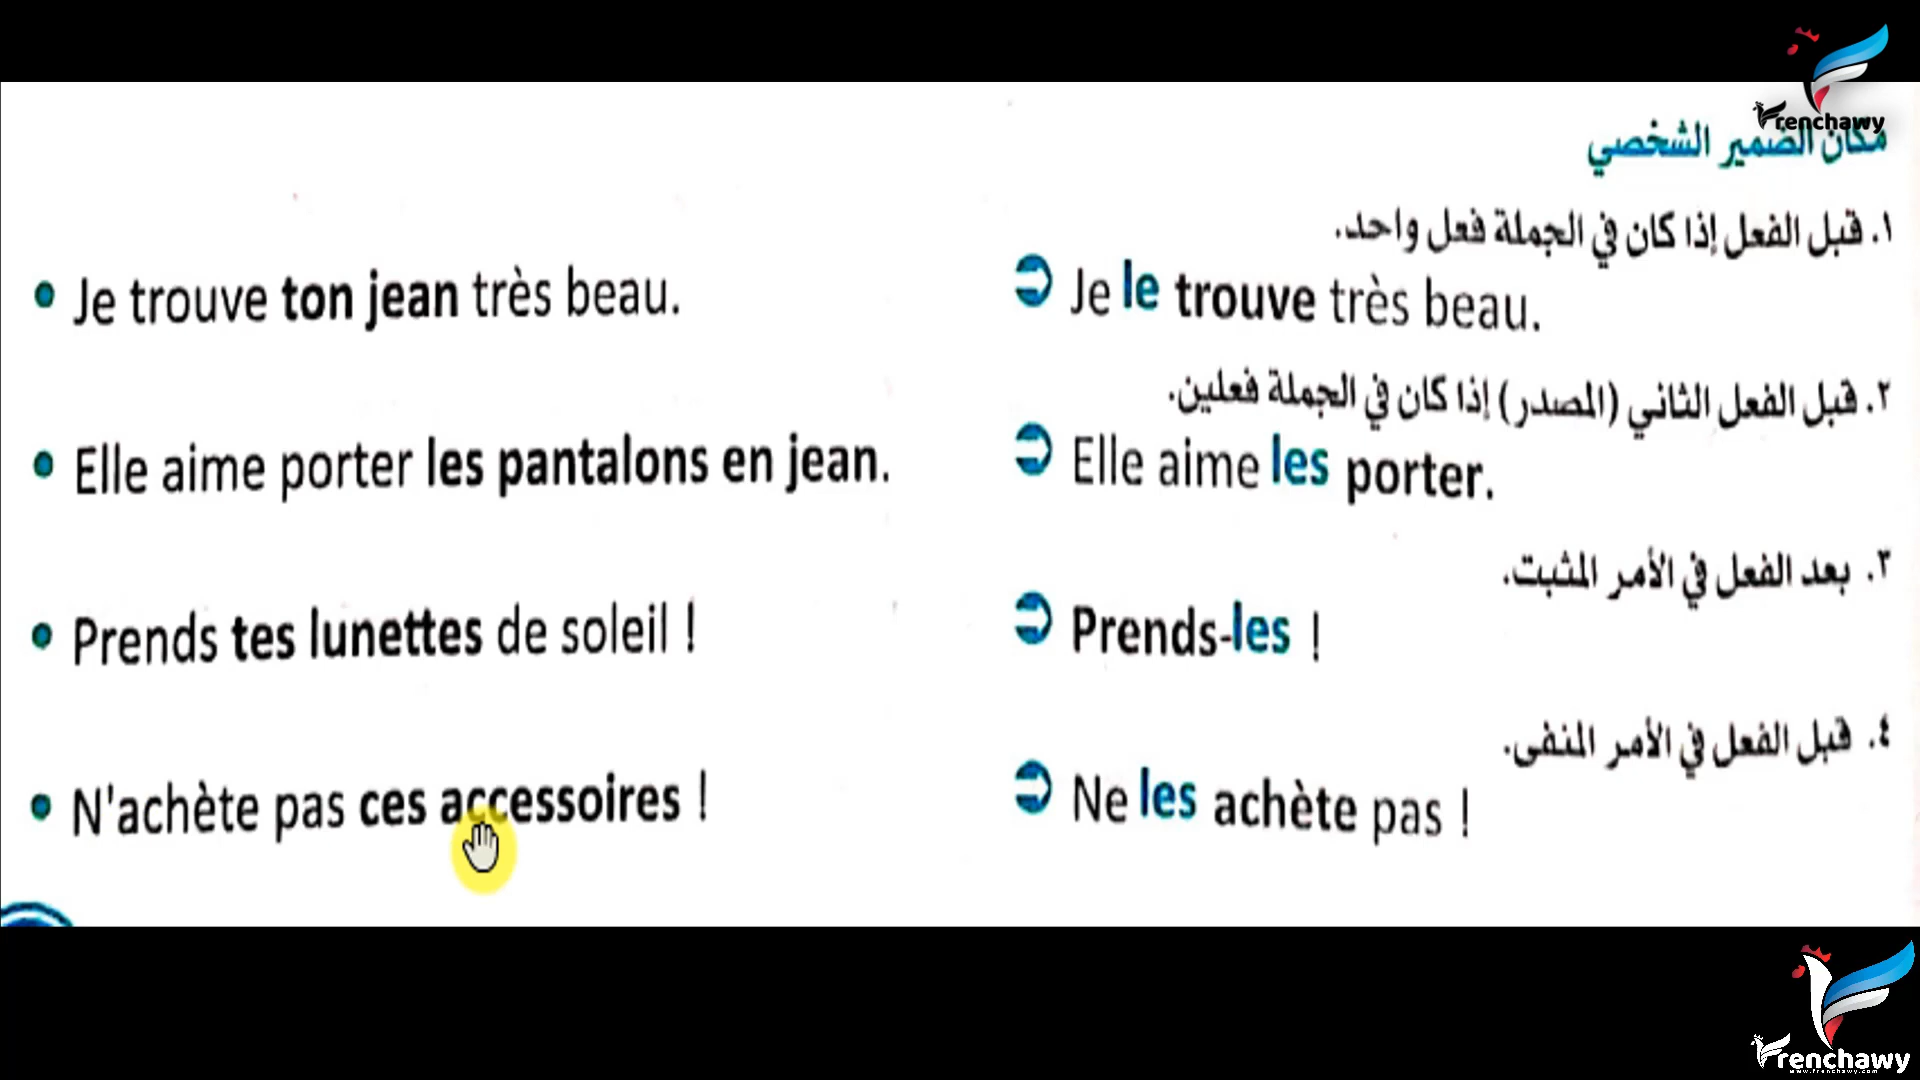 Frenchawy
مكان الضمير الشخصي
١. قبل الفعل إذا كان في الجملة فعل واحد.
• Je trouve ton jean très beau.
➲ Je le trouve très beau.
٢. قبل الفعل الثاني (المصدر) إذا كان في الجملة فعلين.
• Elle aime porter les pantalons en jean.
➲ Elle aime les porter.
٣. بعد الفعل في الأمر المثبت.
• Prends tes lunettes de soleil !
➲ Prends-les !
٤. قبل الفعل في الأمر المنفى.
• N'achète pas ces accessoires !
➲ Ne les achète pas !
Frenchawy
www.frenchawy.com